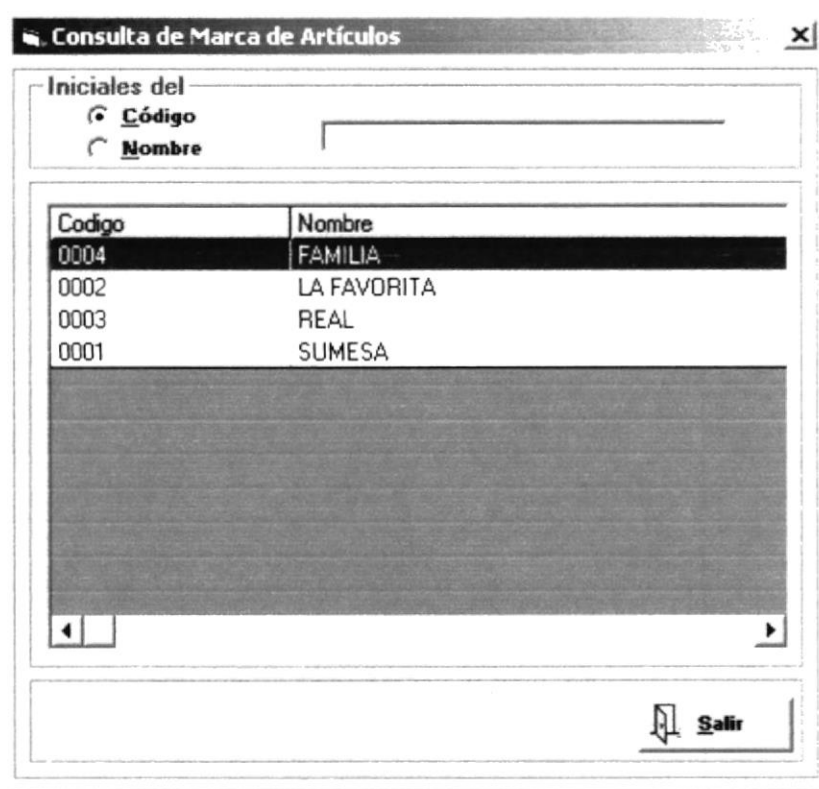 Consulta de Marca de Artículos
Iniciales del
Código
Nombre
Codigo Nombre
0004 FAMILIA
0002 LA FAVORITA
0003 REAL
0001 SUMESA
Salir